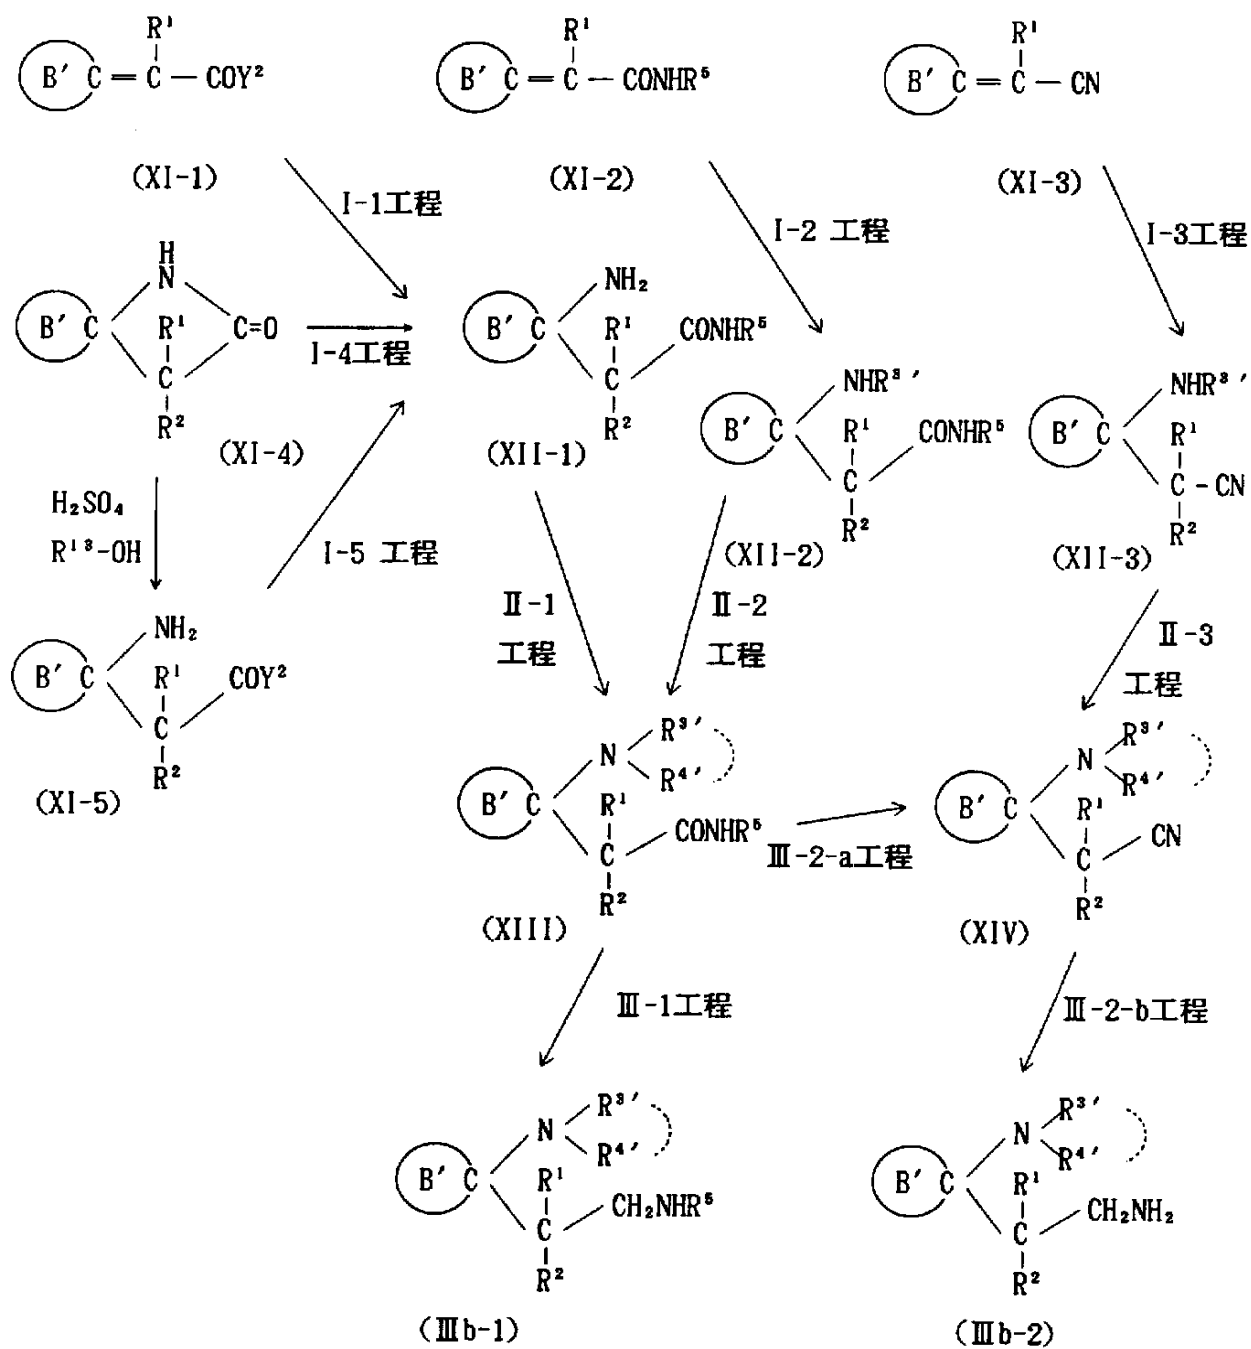 R¹ R¹ R¹
B′ C = C — COY² B′ C = C — CONHR⁵ B′ C = C — CN
(XI-1) (XI-2) (XI-3)
I-1工程 I-2 工程 I-3工程
H
N NH₂
B′ C R¹ C=O B′ C R¹ CONHR⁵
I-4工程
C C NHR³′ NHR³′
R² R² B′ C R¹ CONHR⁵ B′ C R¹
(XI-4) (XII-1) C C - CN
H₂SO₄ R² R²
R¹³-OH I-5 工程 (XII-2) (XII-3)
II-1 II-2 II-3
工程 工程 工程
NH₂
B′ C R¹ COY²
C
R²
(XI-5)
R³′ R³′
N N
R⁴′ R⁴′
B′ C R¹ CONHR⁵ B′ C R¹ CN
III-2-a工程
C C
R² R²
(XIII) (XIV)
III-1工程 III-2-b工程
R³′ R³′
N N
R⁴′ R⁴′
B′ C R¹ CH₂NHR⁵ B′ C R¹ CH₂NH₂
C C
R² R²
(IIIb-1) (IIIb-2)